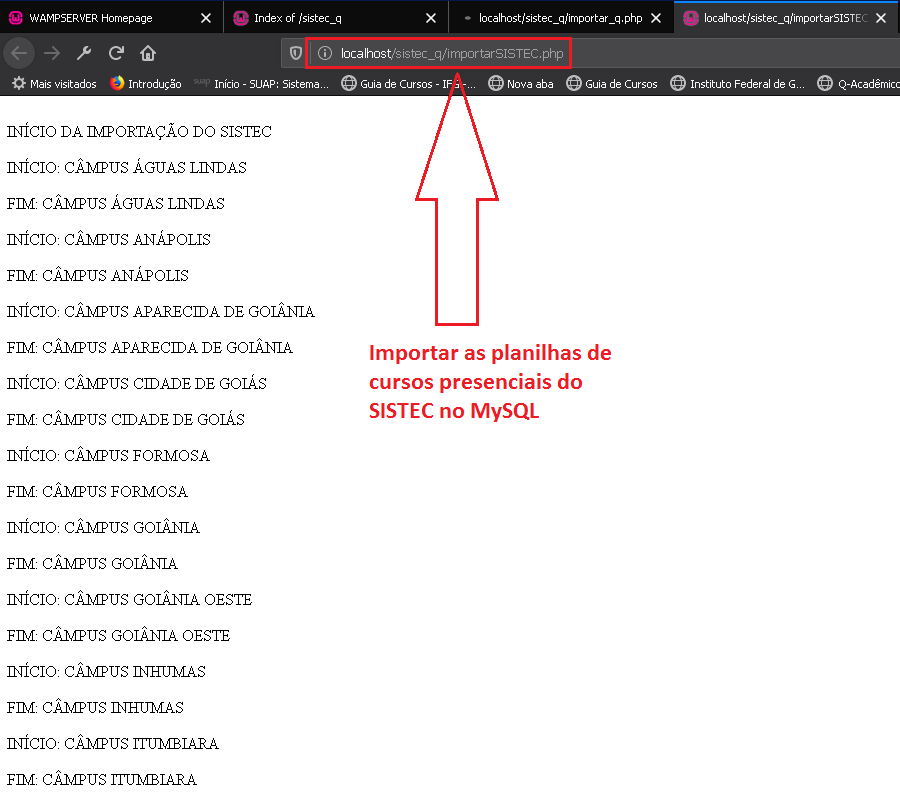 WAMPSERVER Homepage
Index of /sistec_q
localhost/sistec_q/importar_q.php
localhost/sistec_q/importarSISTEC
localhost/sistec_q/importarSISTEC.php
Mais visitados
Introdução
suap Início - SUAP: Sistema...
Guia de Cursos - IFG -...
Nova aba
Guia de Cursos
Instituto Federal de G...
Q-Acadêmico
INÍCIO DA IMPORTAÇÃO DO SISTEC
INÍCIO: CÂMPUS ÁGUAS LINDAS
FIM: CÂMPUS ÁGUAS LINDAS
INÍCIO: CÂMPUS ANÁPOLIS
FIM: CÂMPUS ANÁPOLIS
INÍCIO: CÂMPUS APARECIDA DE GOIÂNIA
FIM: CÂMPUS APARECIDA DE GOIÂNIA
INÍCIO: CÂMPUS CIDADE DE GOIÁS
FIM: CÂMPUS CIDADE DE GOIÁS
INÍCIO: CÂMPUS FORMOSA
FIM: CÂMPUS FORMOSA
INÍCIO: CÂMPUS GOIÂNIA
FIM: CÂMPUS GOIÂNIA
INÍCIO: CÂMPUS GOIÂNIA OESTE
FIM: CÂMPUS GOIÂNIA OESTE
INÍCIO: CÂMPUS INHUMAS
FIM: CÂMPUS INHUMAS
INÍCIO: CÂMPUS ITUMBIARA
FIM: CÂMPUS ITUMBIARA
Importar as planilhas de
cursos presenciais do
SISTEC no MySQL